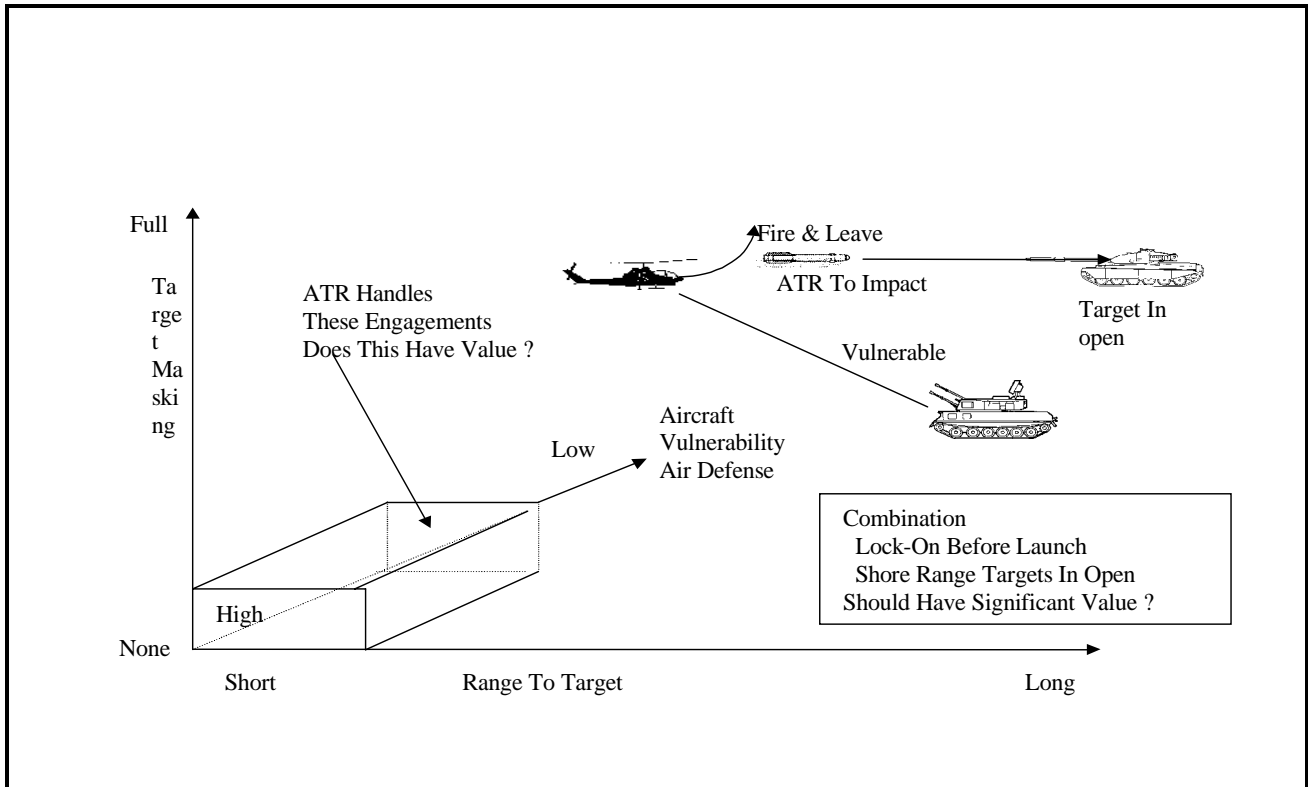 Full
Ta
rge
t
Ma
ski
ng
ATR Handles
These Engagements
Does This Have Value ?
Fire & Leave
ATR To Impact
Target In
open
Vulnerable
Aircraft
Vulnerability
Air Defense
Low
Combination
Lock-On Before Launch
Shore Range Targets In Open
Should Have Significant Value ?
High
None
Short
Range To Target
Long